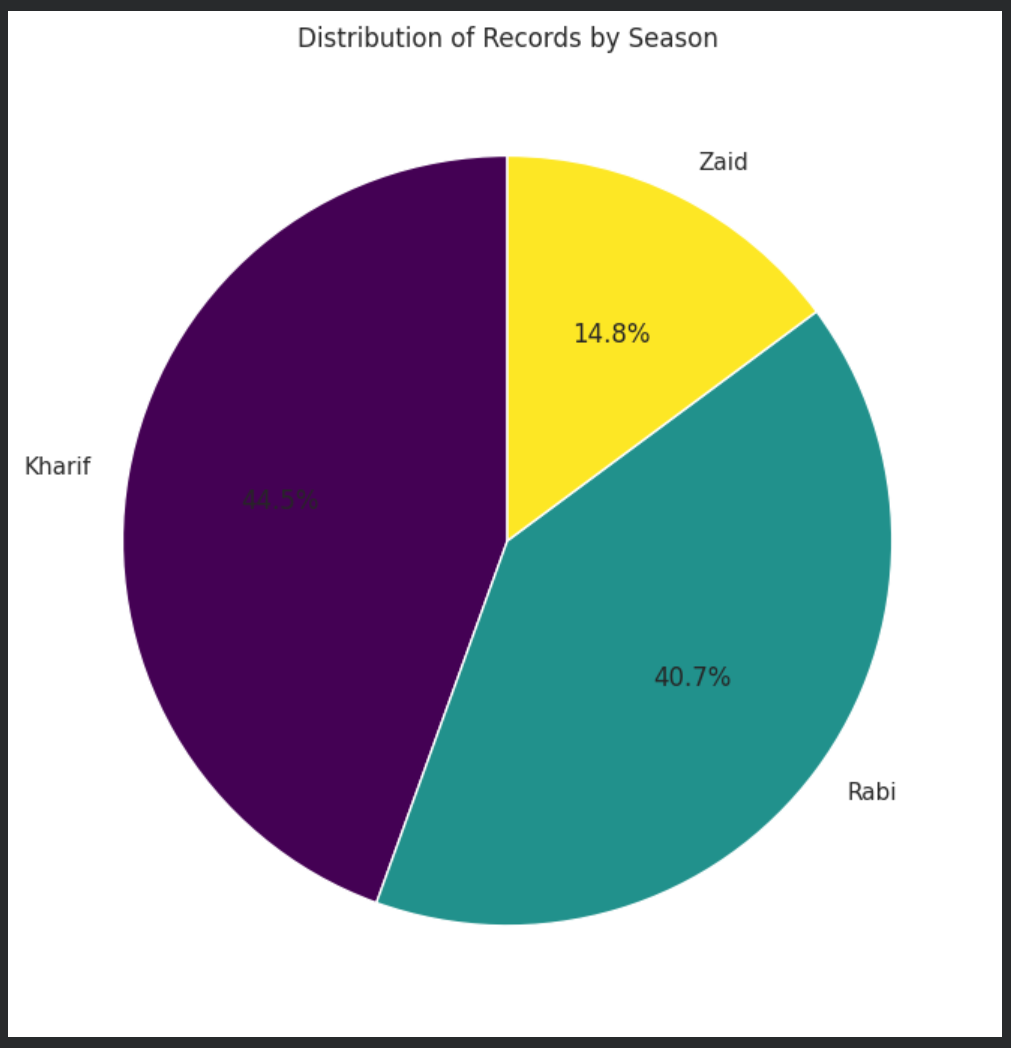 Distribution of Records by Season
Zaid
14.8%
Kharif
44.5%
40.7%
Rabi